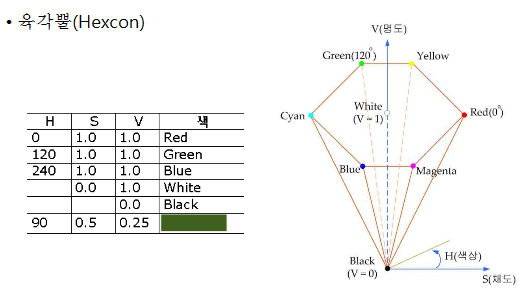 • 육각뿔(Hexcon)
H S V 색
0 1.0 1.0 Red
120 1.0 1.0 Green
240 1.0 1.0 Blue
0.0 1.0 White
0.0 Black
90 0.5 0.25
V(명도)
Green(120°)
Yellow
White
(V = 1)
Cyan
Red(0°)
Blue
Magenta
Black
(V = 0)
H(색상)
S(채도)